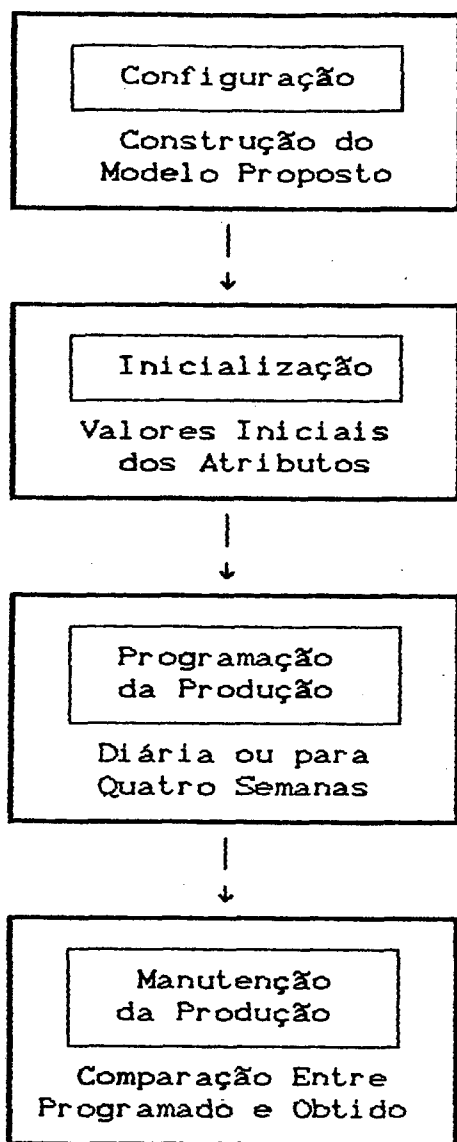 Configuração
Construção do
Modelo Proposto
Inicialização
Valores Iniciais
dos Atributos
Programação
da Produção
Diária ou para
Quatro Semanas
Manutenção
da Produção
Comparação Entre
Programado e Obtido